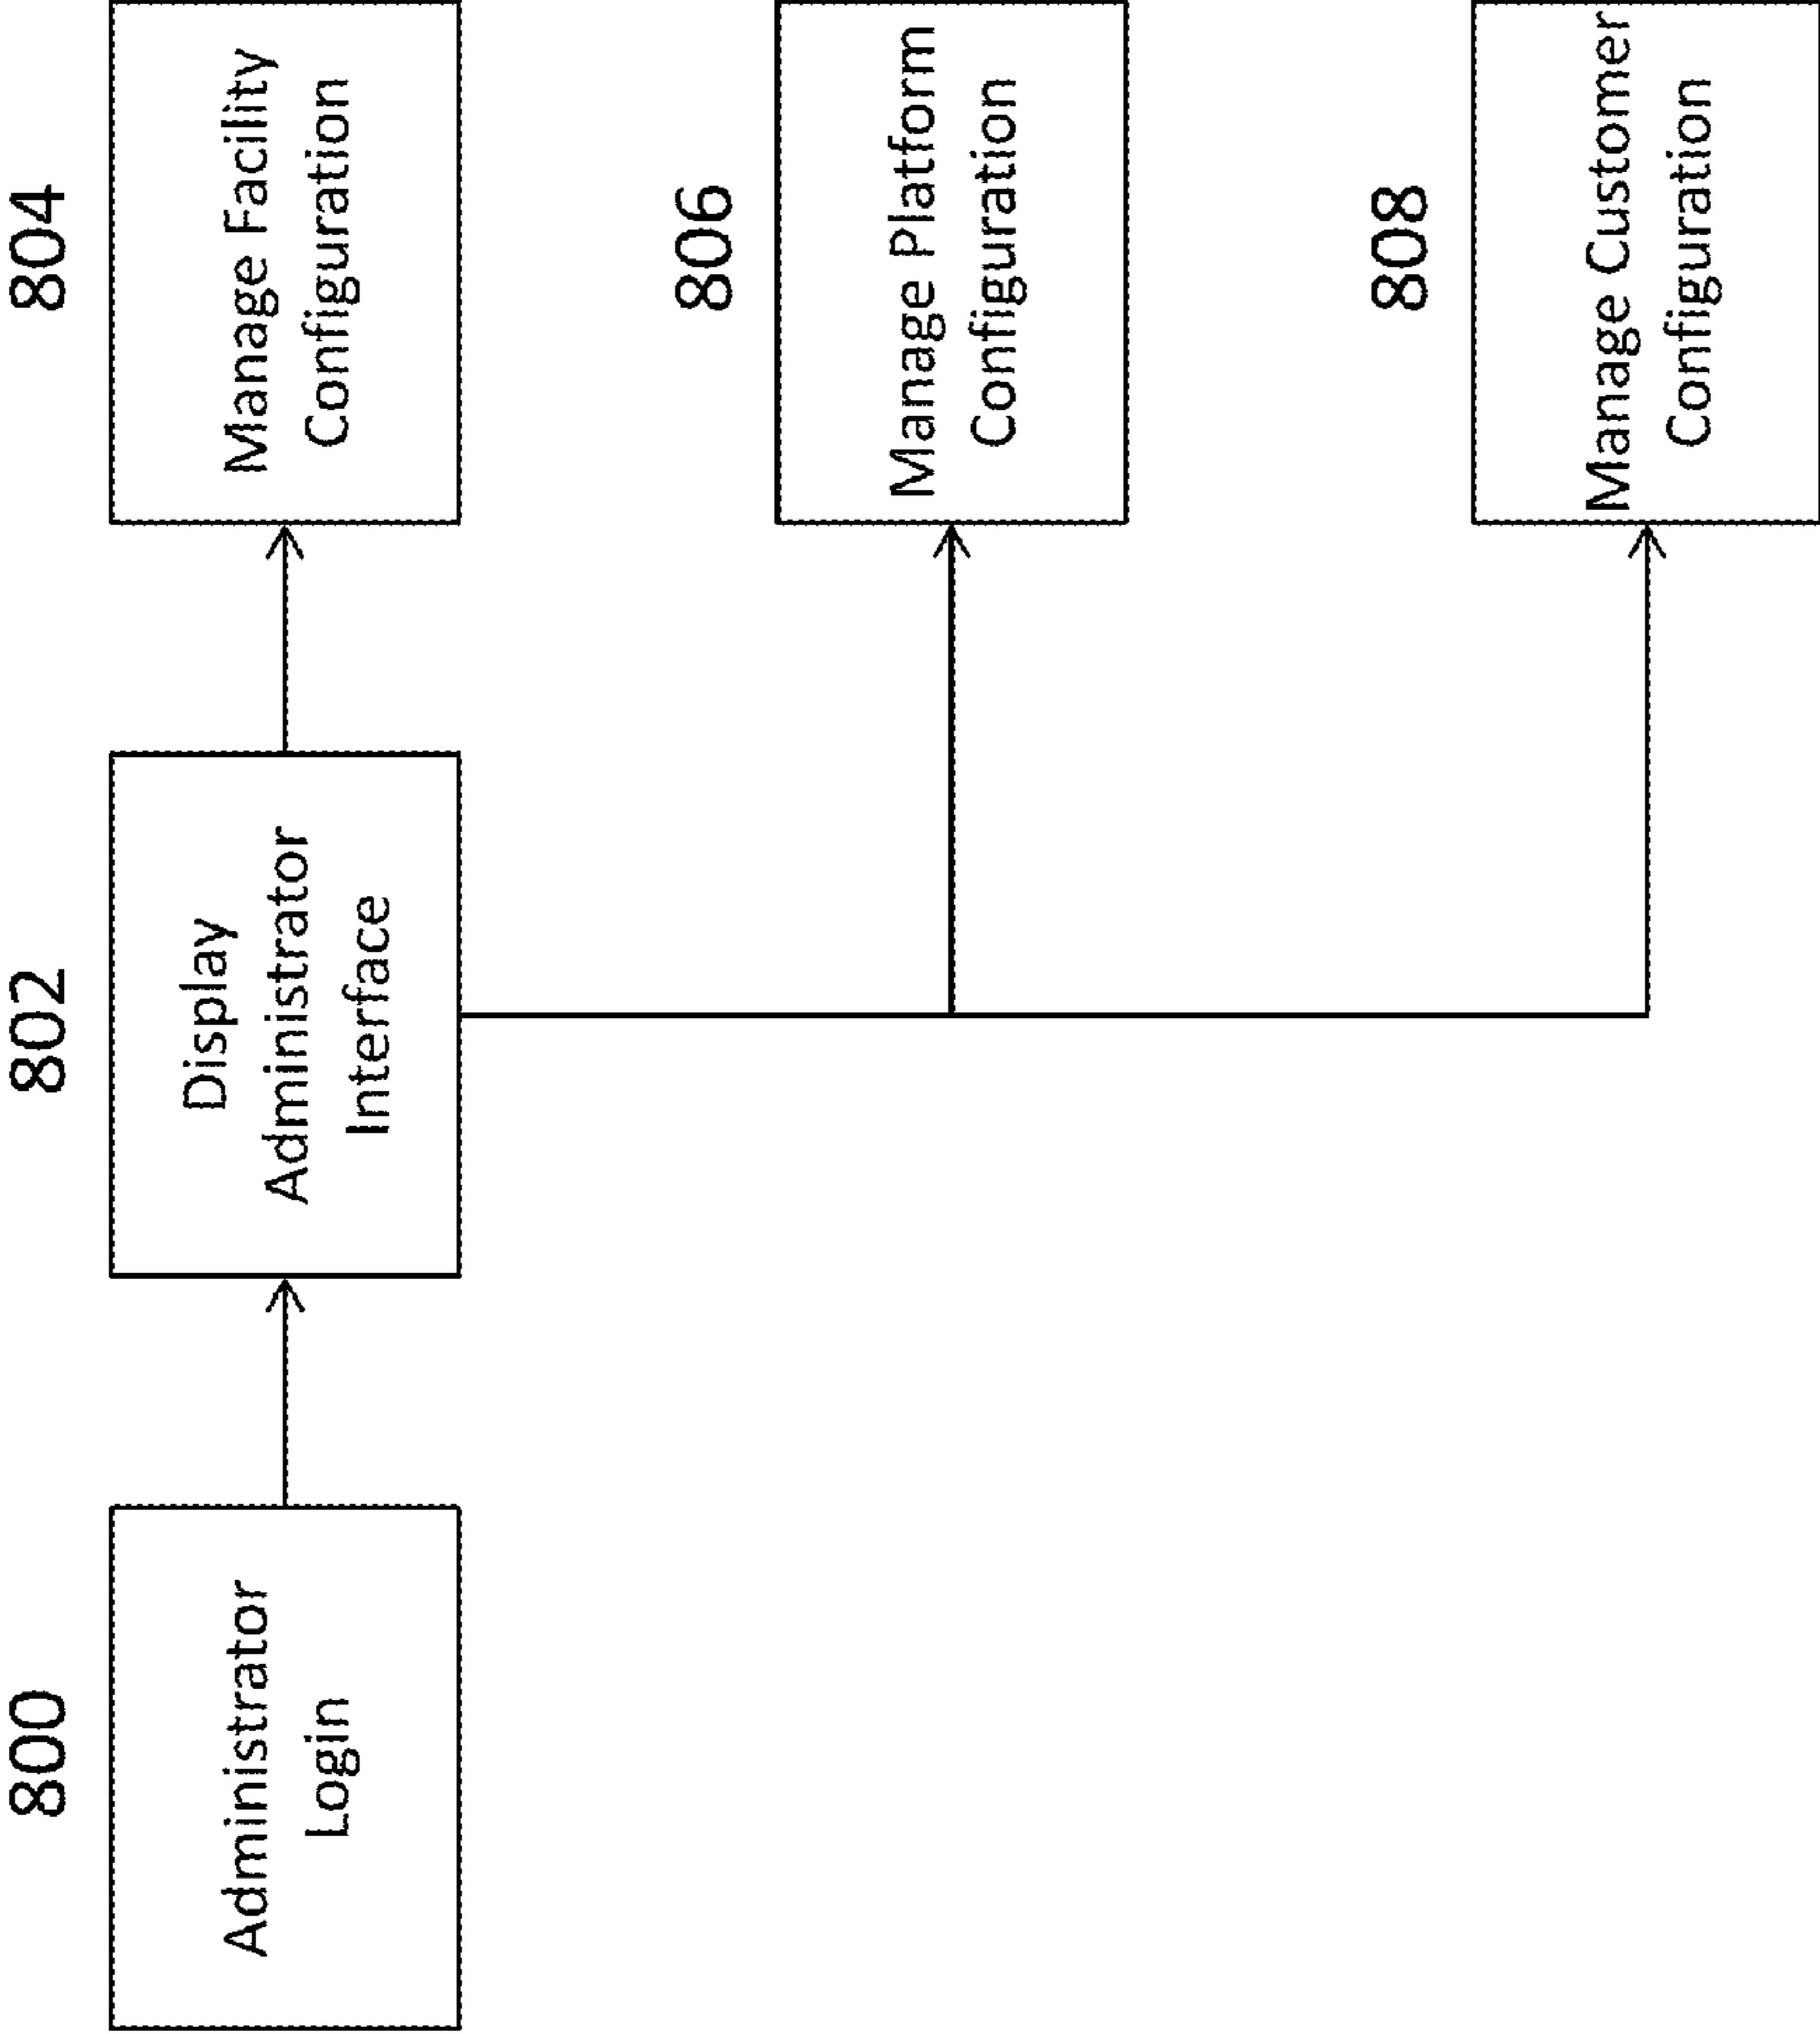 800
Administrator
Login
802
Display
Administrator
Interface
804
Manage Facility
Configuration
806
Manage Platform
Configuration
808
Manage Customer
Configuration